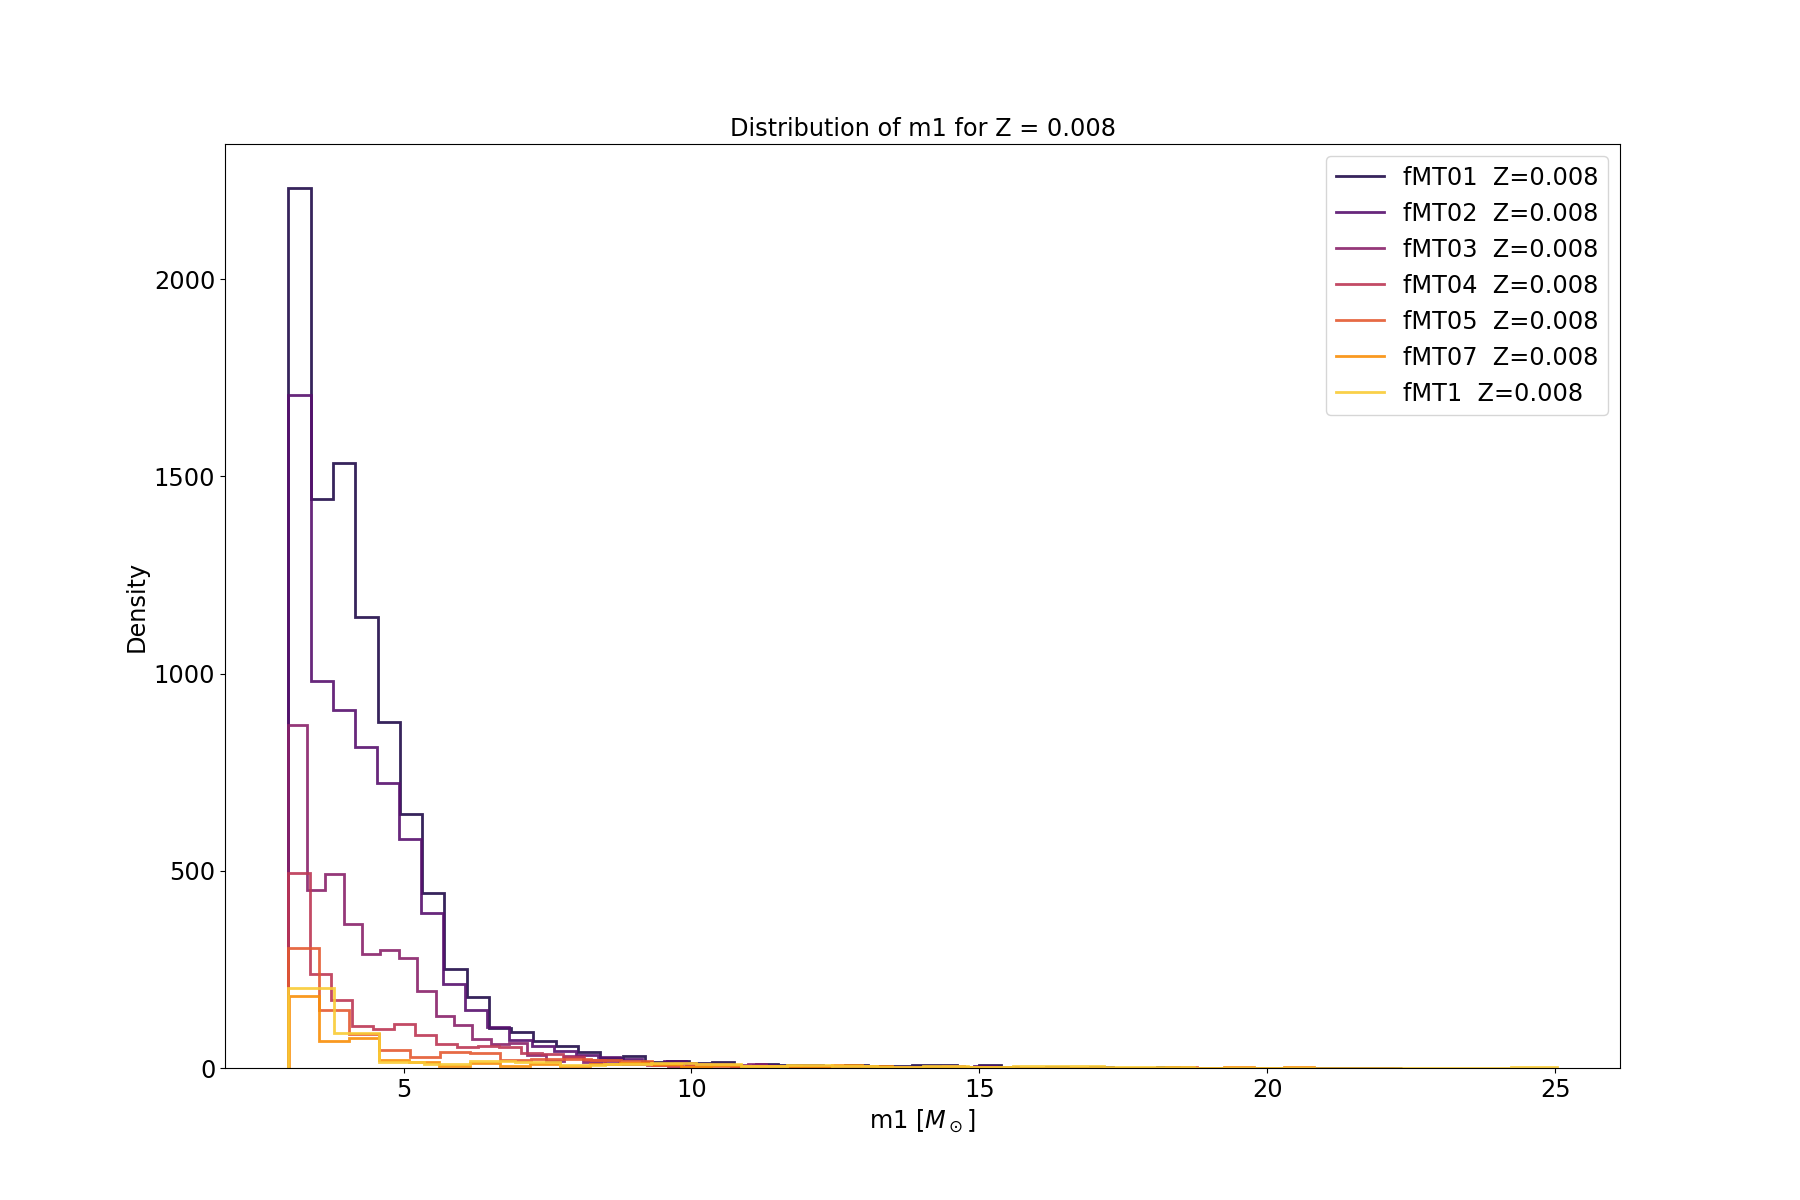 Distribution of m1 for Z = 0.008
fMT01 Z=0.008
fMT02 Z=0.008
fMT03 Z=0.008
fMT04 Z=0.008
fMT05 Z=0.008
fMT07 Z=0.008
fMT1 Z=0.008
2000
1500
1000
500
0
Density
5 10 15 20 25
m1 [M_⊙]